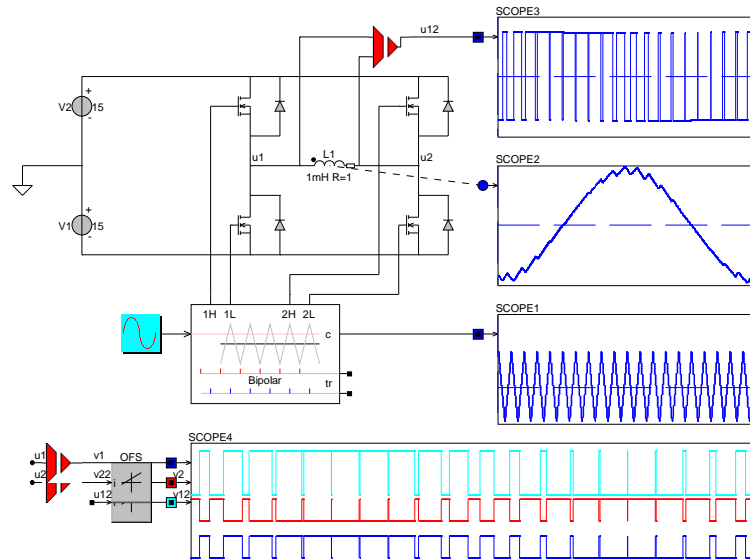 SCOPE3
u12
V2
+
15
-
u1
L1
u2
1mH R=1
SCOPE2
V1
+
15
-
1H 1L 2H 2L
c
Bipolar
tr
SCOPE1
SCOPE4
u1 v1 OFS
u2 v22 i v2
u12 i v12